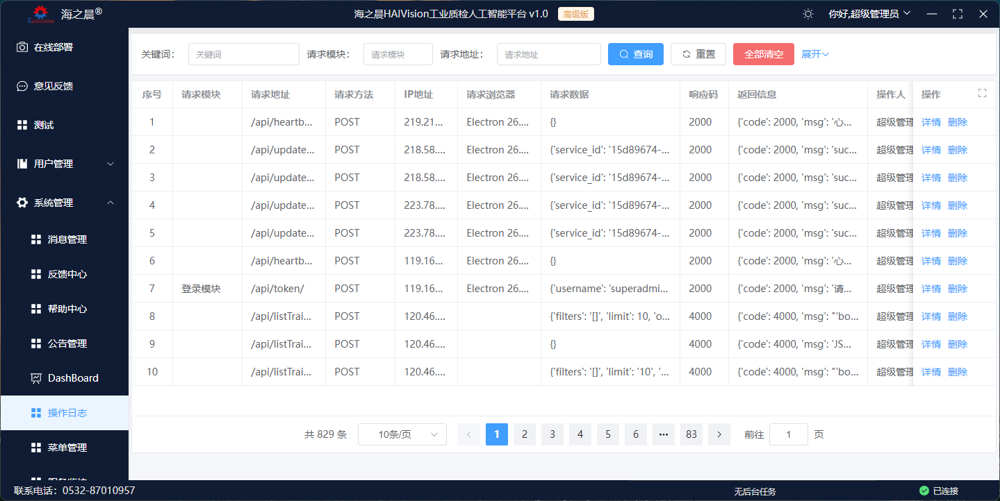 海之晨® 海之晨HAIVision工业质检人工智能平台 v1.0 高级版 你好,超级管理员
在线部署
意见反馈
测试
用户管理
系统管理
消息管理
反馈中心
帮助中心
公告管理
DashBoard
操作日志
菜单管理
关键词: 关键词 请求模块: 请求模块 请求地址: 请求地址 查询 重置 全部清空 展开
序号 请求模块 请求地址 请求方法 IP地址 请求浏览器 请求数据 响应码 返回信息 操作人 操作
1 /api/heartb... POST 219.21.... Electron 26.... {} 2000 {'code': 2000, 'msg': '心... 超级管理 详情 删除
2 /api/update... POST 218.58.... Electron 26.... {'service_id': '15d89674-... 2000 {'code': 2000, 'msg': 'suc... 超级管理 详情 删除
3 /api/update... POST 218.58.... Electron 26.... {'service_id': '15d89674-... 2000 {'code': 2000, 'msg': 'suc... 超级管理 详情 删除
4 /api/update... POST 223.78.... Electron 26.... {'service_id': '15d89674-... 2000 {'code': 2000, 'msg': 'suc... 超级管理 详情 删除
5 /api/update... POST 223.78.... Electron 26.... {'service_id': '15d89674-... 2000 {'code': 2000, 'msg': 'suc... 超级管理 详情 删除
6 /api/heartb... POST 119.16.... Electron 26.... {} 2000 {'code': 2000, 'msg': '心... 超级管理 详情 删除
7 登录模块 /api/token/ POST 119.16.... Electron 26.... {'username': 'superadmi... 2000 {'code': 2000, 'msg': '请... 超级管理 详情 删除
8 /api/listTrai... POST 120.46.... {'filters': '[]', 'limit': 10, 'o... 4000 {'code': 4000, 'msg': "'bo... 超级管理 详情 删除
9 /api/listTrai... POST 120.46.... {} 4000 {'code': 4000, 'msg': 'JS... 超级管理 详情 删除
10 /api/listTrai... POST 120.46.... {'filters': '[]', 'limit': '10', '... 4000 {'code': 4000, 'msg': "'bo... 超级管理 详情 删除
共 829 条 10条/页 1 2 3 4 5 6 ••• 83 前往 1 页
联系电话：0532-87010957 无后台任务 已连接